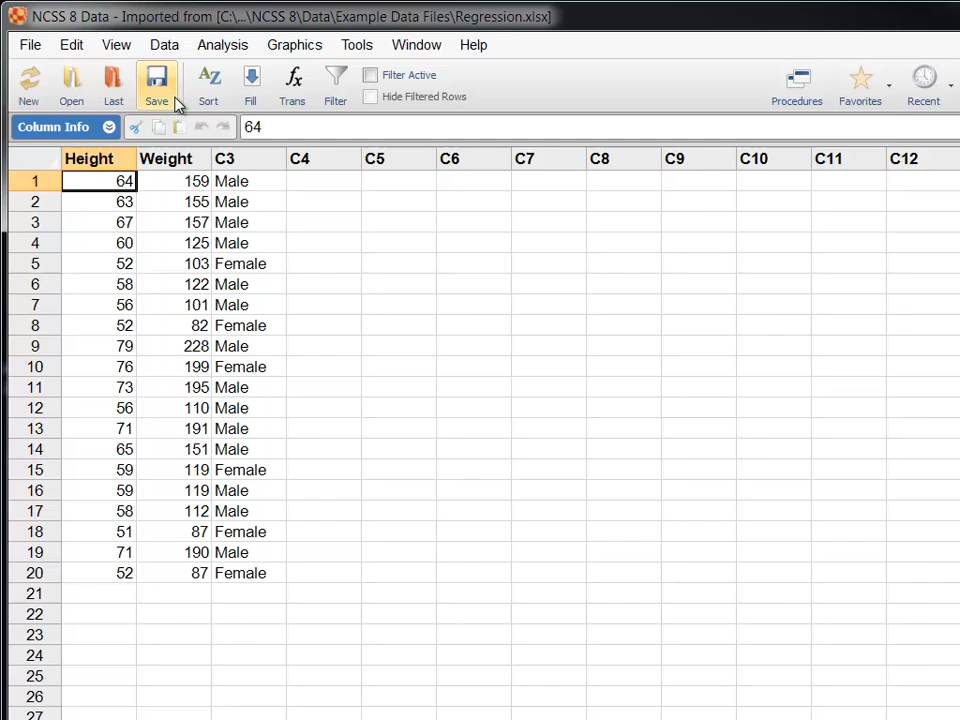 NCSS 8 Data - Imported from [C:\...\NCSS 8\Data\Example Data Files\Regression.xlsx]
File Edit View Data Analysis Graphics Tools Window Help
New Open Last Save Sort Fill Trans Filter Filter Active Hide Filtered Rows Procedures Favorites Recent
Column Info 64
Height Weight C3 C4 C5 C6 C7 C8 C9 C10 C11 C12
1 64 159 Male
2 63 155 Male
3 67 157 Male
4 60 125 Male
5 52 103 Female
6 58 122 Male
7 56 101 Male
8 52 82 Female
9 79 228 Male
10 76 199 Female
11 73 195 Male
12 56 110 Male
13 71 191 Male
14 65 151 Male
15 59 119 Female
16 59 119 Male
17 58 112 Male
18 51 87 Female
19 71 190 Male
20 52 87 Female
21
22
23
24
25
26
27